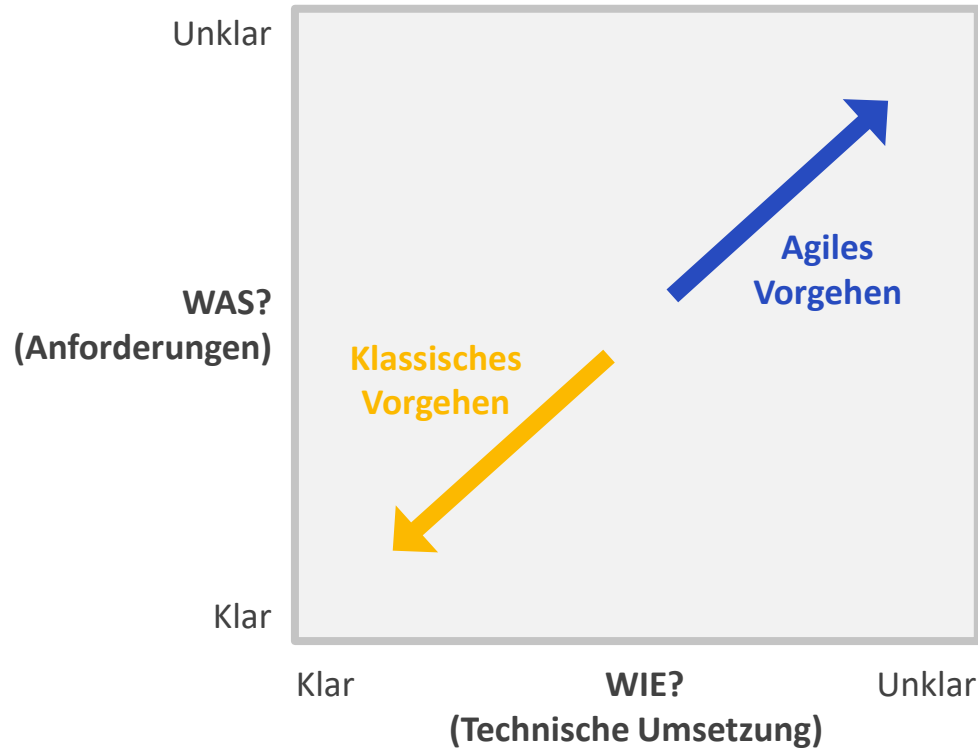 Unklar
Agiles
Vorgehen
WAS?
(Anforderungen)
Klassisches
Vorgehen
Klar
Klar
WIE?
Unklar
(Technische Umsetzung)